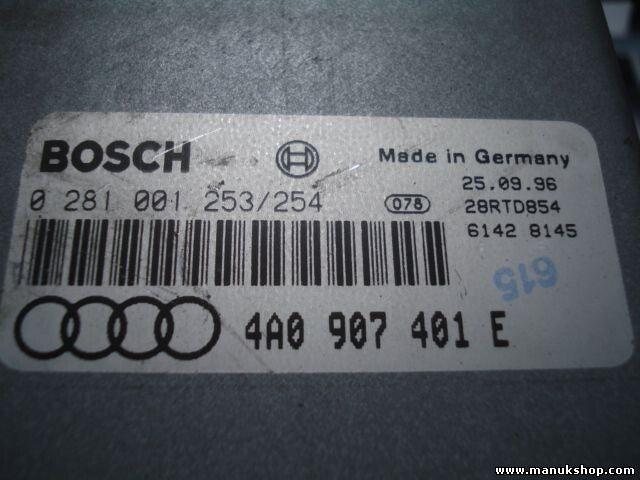 BOSCH
Made in Germany
0 281 001 253/254
078
25.09.96
28RTD854
6142 8145
615
4A0 907 401 E
www.manukshop.com